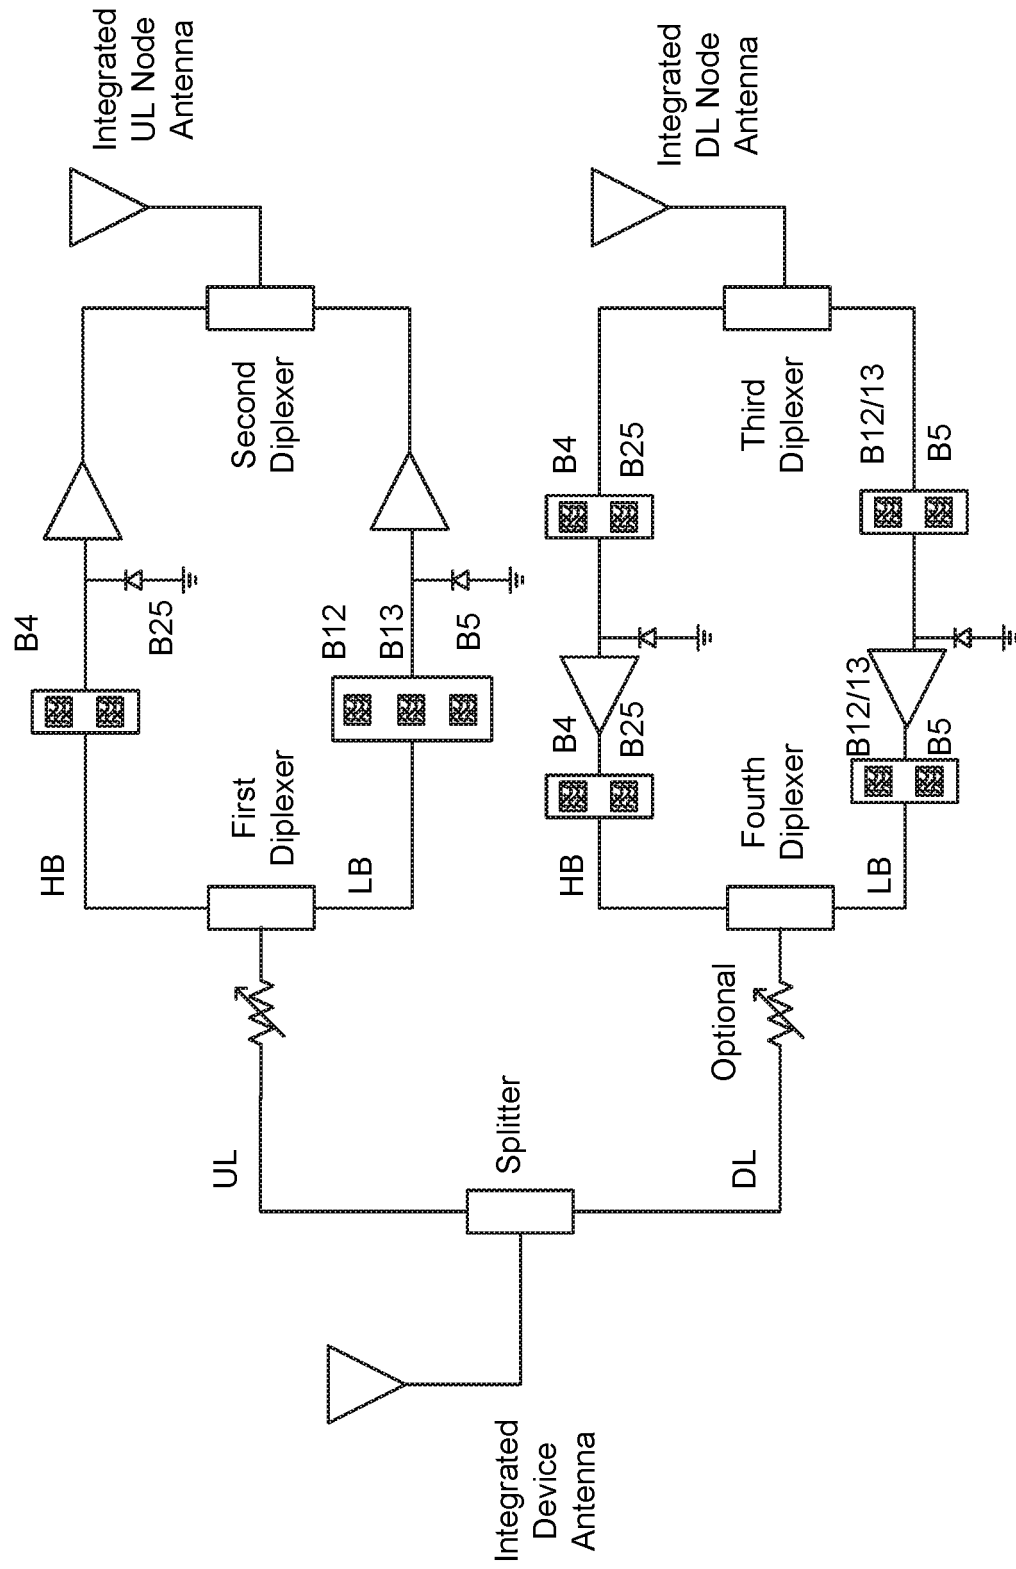 B4
HB
B25
Integrated
UL Node
Antenna
UL
First
Diplexer
Second
Diplexer
B12
LB
B13
B5
Integrated
Device
Antenna
Splitter
HB
B4
B25
B4
B25
Integrated
DL Node
Antenna
DL
Optional
Fourth
Diplexer
Third
Diplexer
LB
B12/13
B5
B12/13
B5